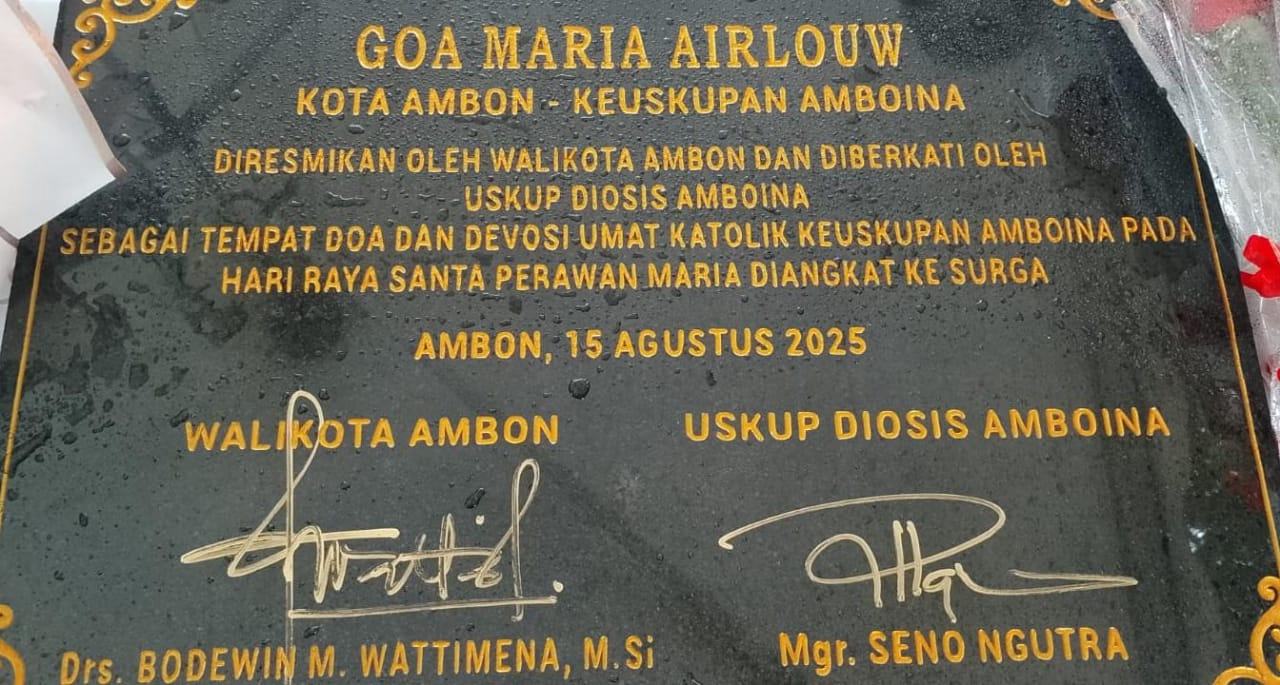 GOA MARIA AIRLOUW
KOTA AMBON - KEUSKUPAN AMBOINA
DIRESMIKAN OLEH WALIKOTA AMBON DAN DIBERKATI OLEH
USKUP DIOSIS AMBOINA
SEBAGAI TEMPAT DOA DAN DEVOSI UMAT KATOLIK KEUSKUPAN AMBOINA PADA
HARI RAYA SANTA PERAWAN MARIA DIANGKAT KE SURGA
AMBON, 15 AGUSTUS 2025
WALIKOTA AMBON
USKUP DIOSIS AMBOINA
Drs. BODEWIN M. WATTIMENA, M.Si
Mgr. SENO NGUTRA